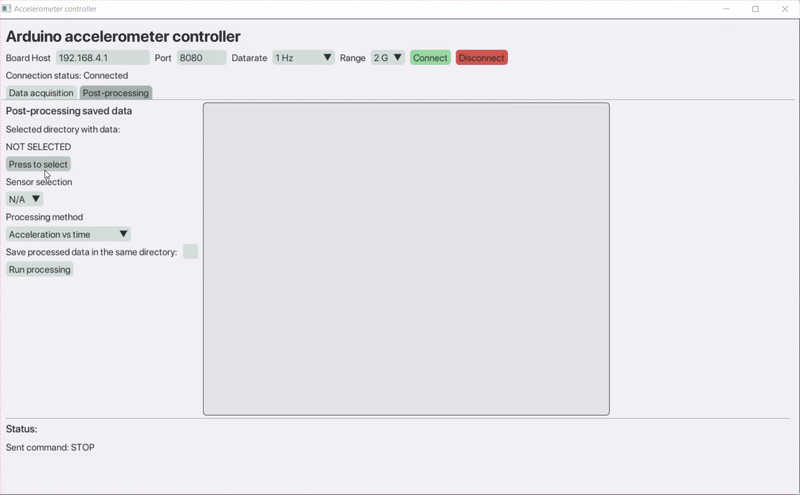 Accelerometer controller
Arduino accelerometer controller
Board Host 192.168.4.1 Port 8080 Datarate 1 Hz Range 2 G Connect Disconnect
Connection status: Connected
Data acquisition Post-processing
Post-processing saved data
Selected directory with data:
NOT SELECTED
Press to select
Sensor selection
N/A
Processing method
Acceleration vs time
Save processed data in the same directory:
Run processing
Status:
Sent command: STOP